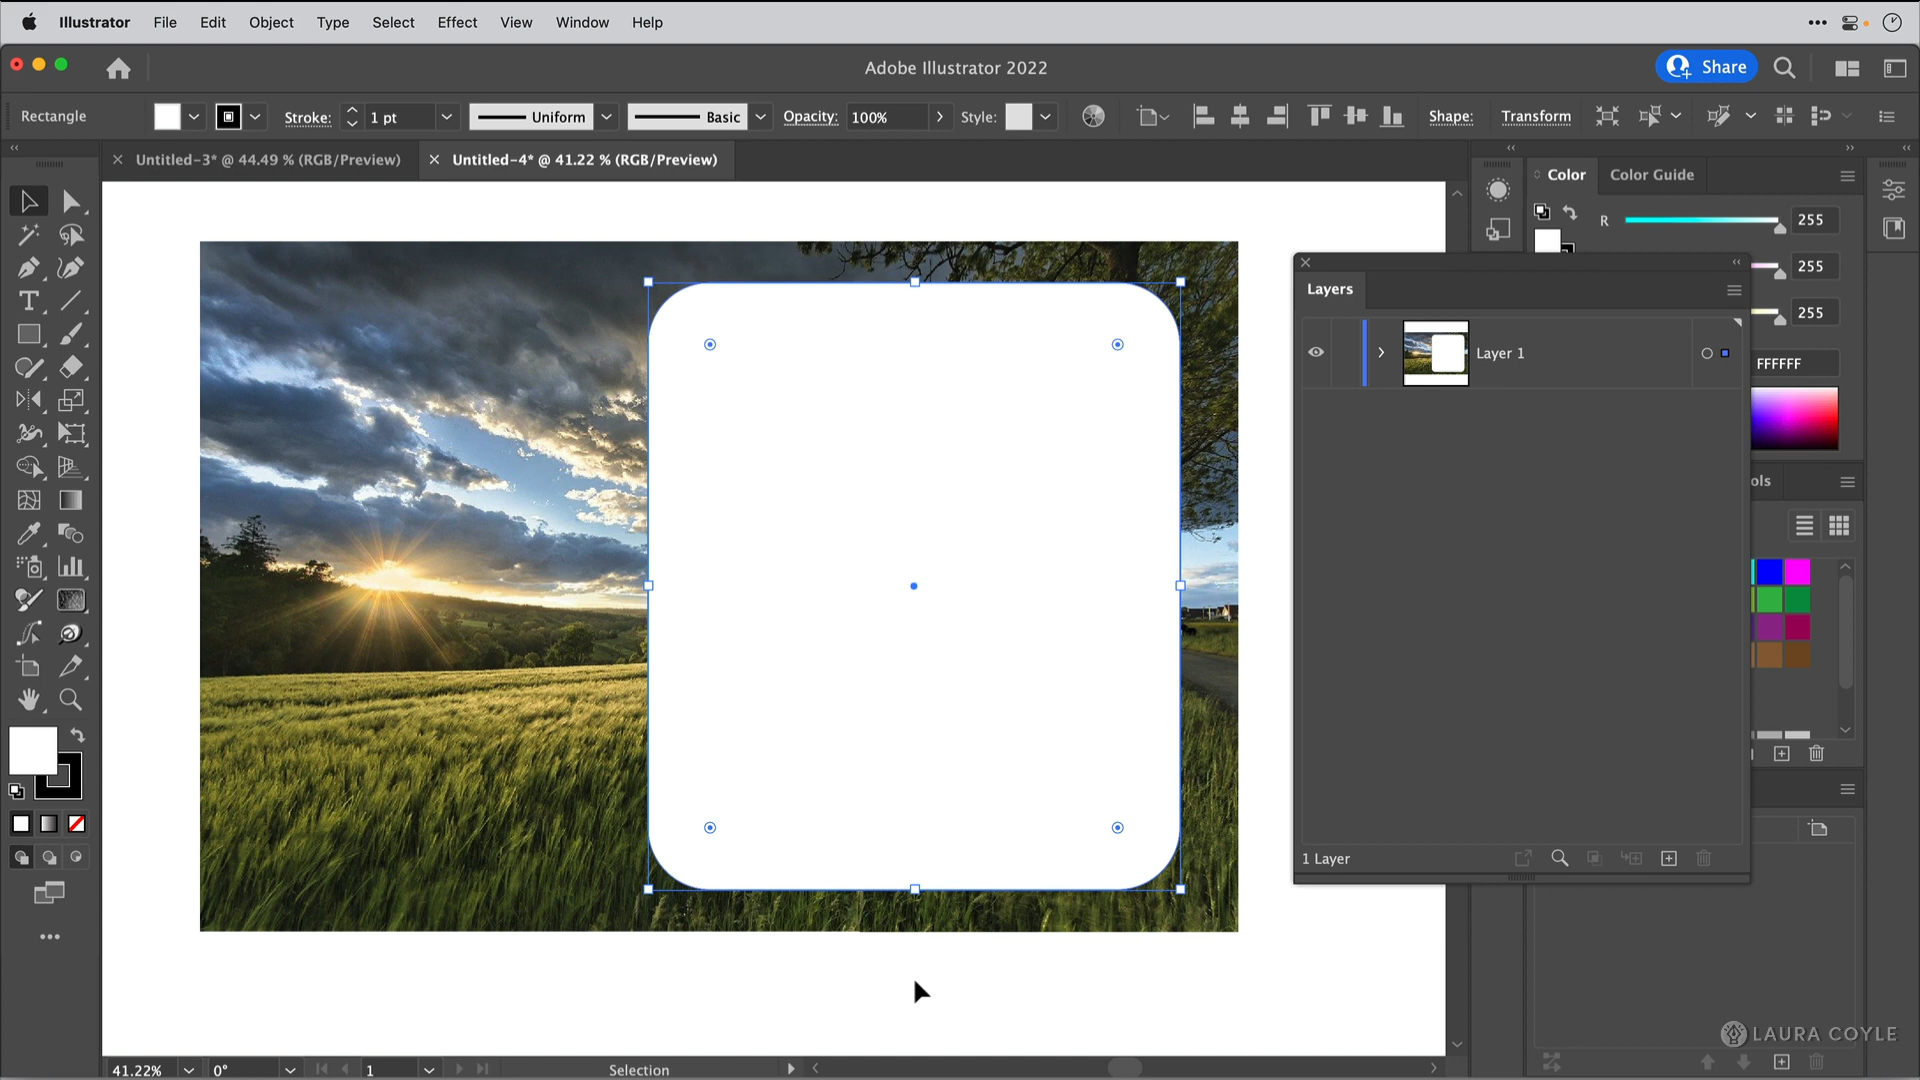 Illustrator File Edit Object Type Select Effect View Window Help
Adobe Illustrator 2022
Share
Rectangle Stroke: 1 pt Uniform Basic Opacity: 100% Style: Shape: Transform
Untitled-3* @ 44.49 % (RGB/Preview) Untitled-4* @ 41.22 % (RGB/Preview)
Color Color Guide
R 255
255
Layers
255
Layer 1
FFFFFF
ols
1 Layer
LAURA COYLE
41.22% 0° 1 Selection